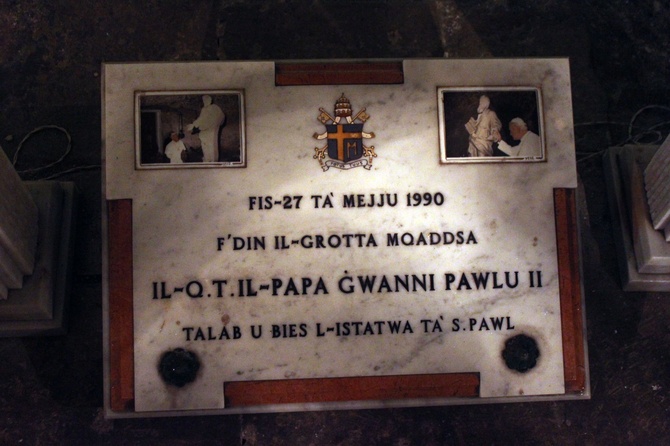 FIS-27 TA' MEJJU 1990
F'DIN IL-GROTTA MQADDSA
IL-Q.T.IL-PAPA ĠWANNI PAWLU II
TALAB U BIES L-ISTATWA TA' S.PAWL